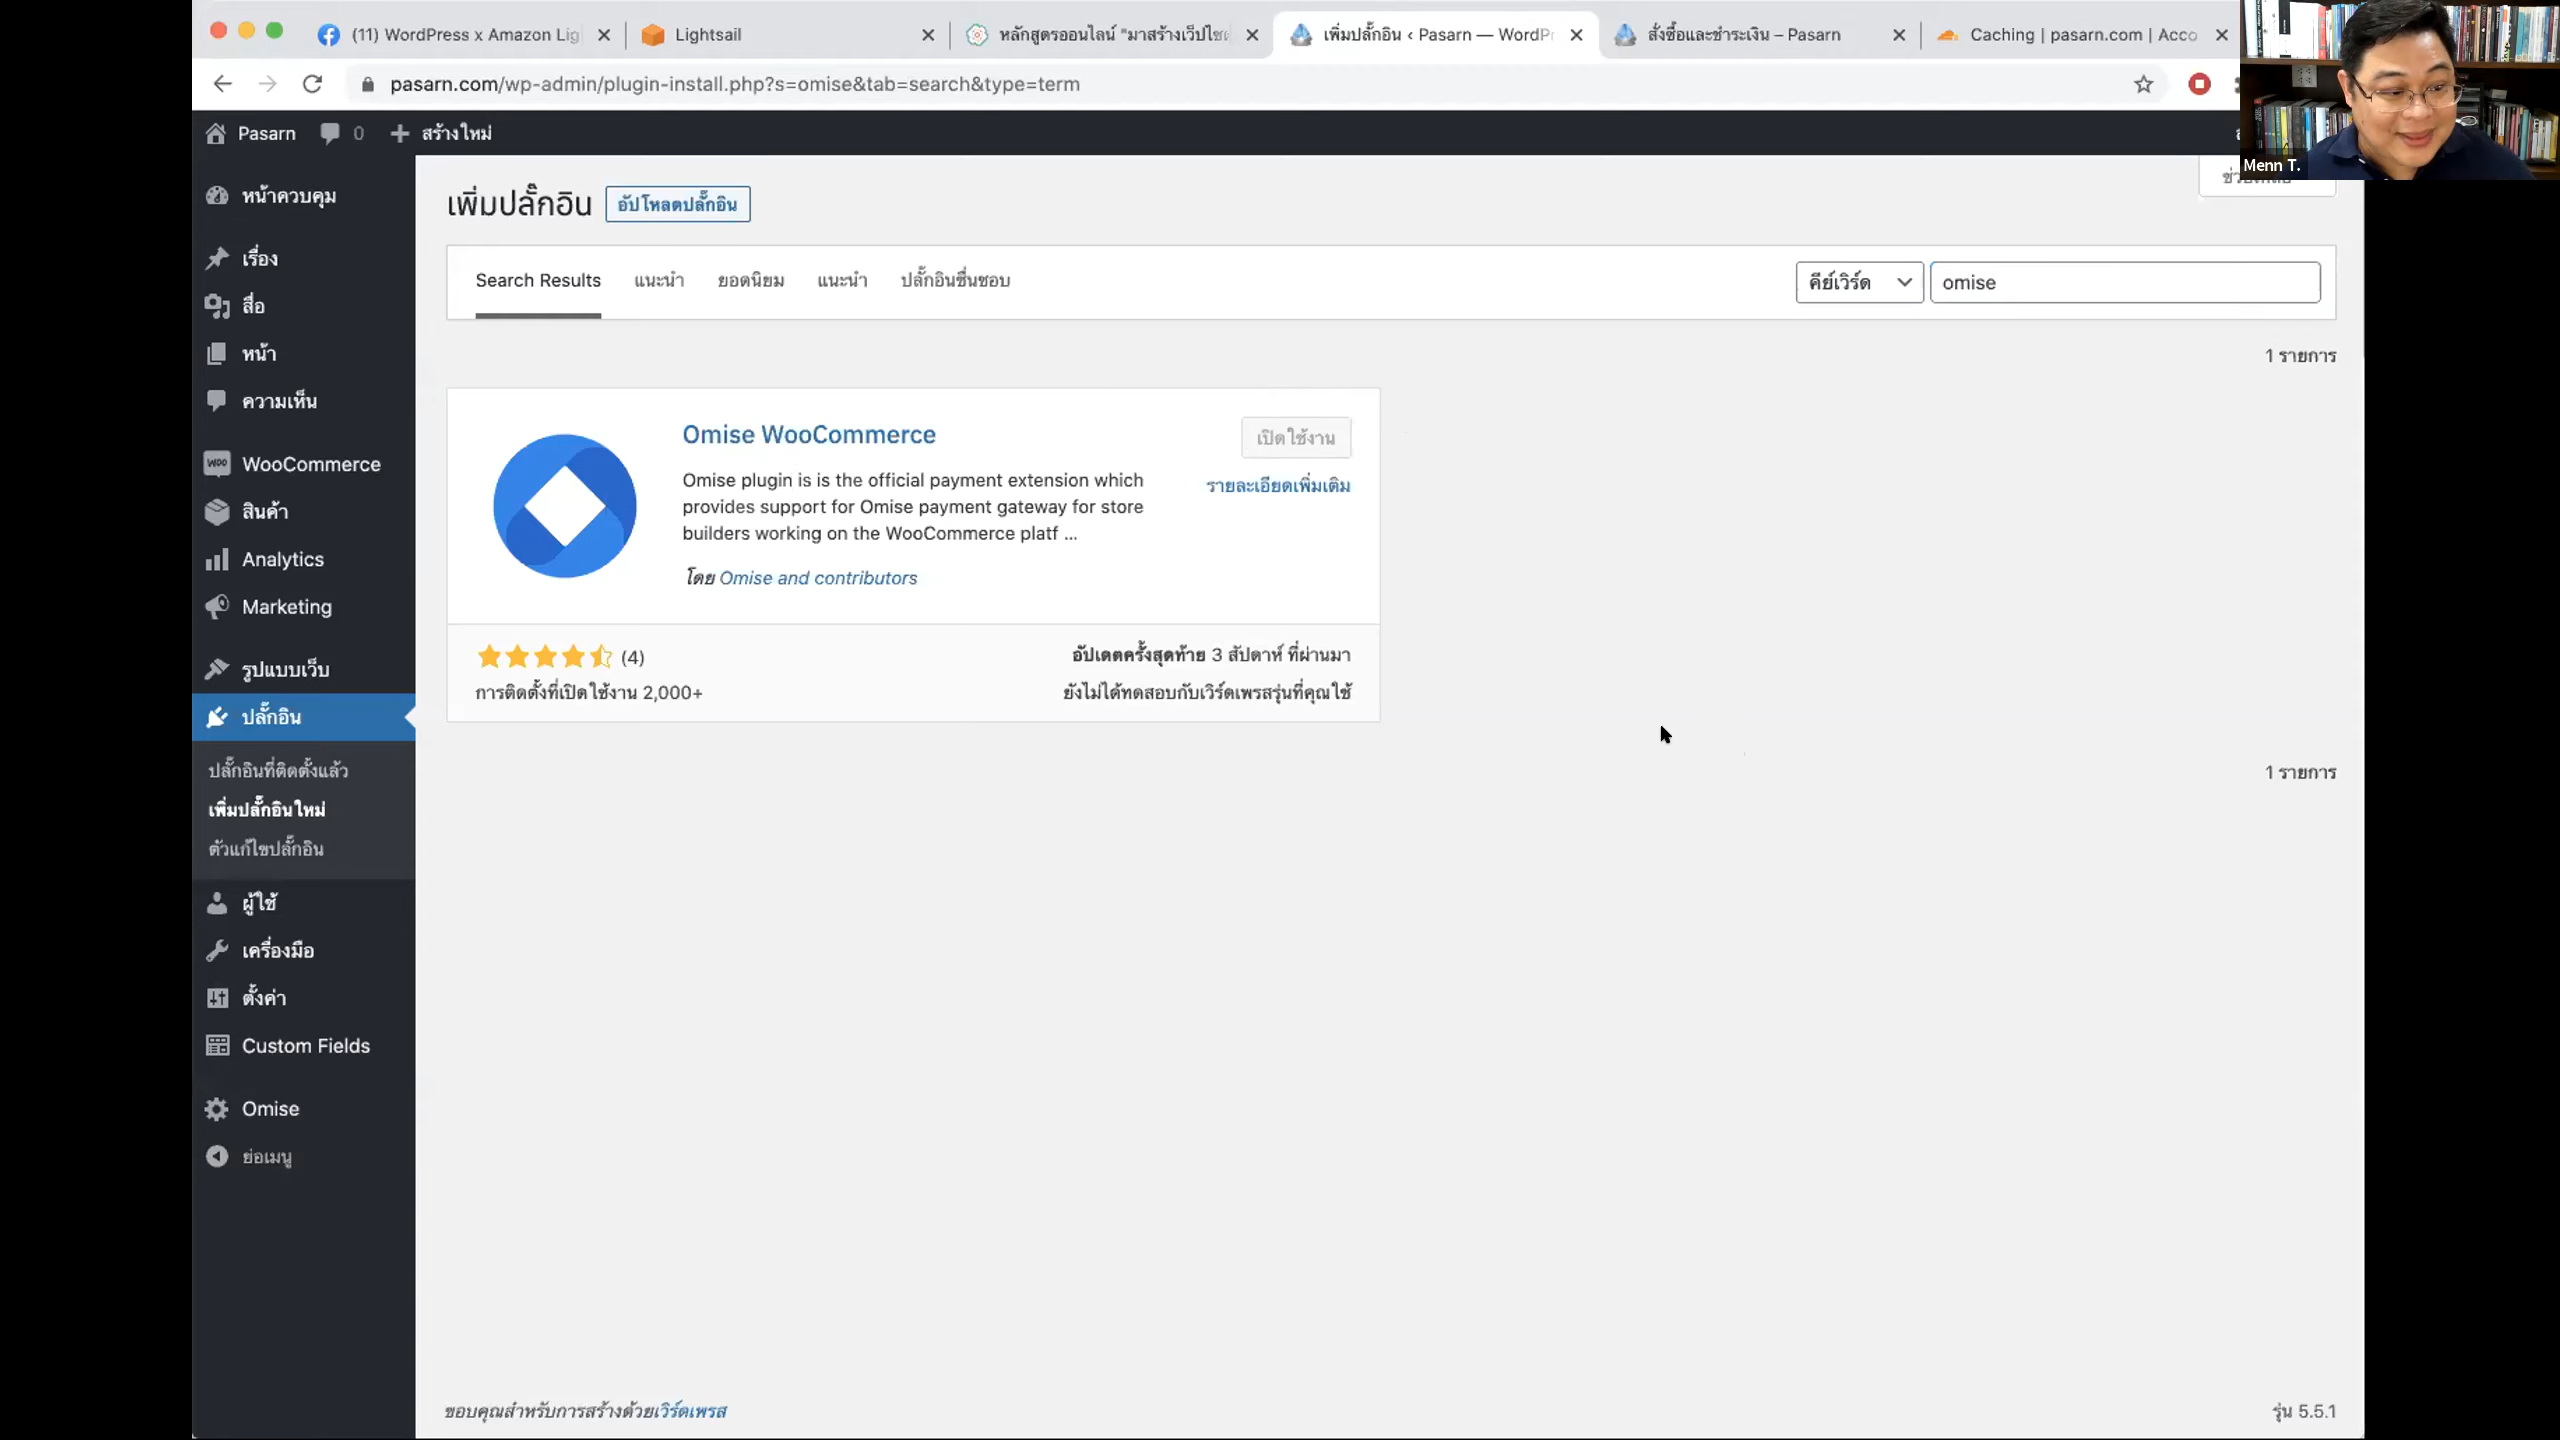 (11) WordPress x Amazon Lig
Lightsail
หลักสูตรออนไลน์ "มาสร้างเว็ปไซต์
เพิ่มปลั๊กอิน ‹ Pasarn — WordPr
สั่งซื้อและชำระเงิน – Pasarn
Caching | pasarn.com | Acco
pasarn.com/wp-admin/plugin-install.php?s=omise&tab=search&type=term
Menn T.
Pasarn
0
สร้างใหม่
หน้าควบคุม
เรื่อง
สื่อ
หน้า
ความเห็น
WooCommerce
สินค้า
Analytics
Marketing
รูปแบบเว็บ
ปลั๊กอิน
ปลั๊กอินที่ติดตั้งแล้ว
เพิ่มปลั๊กอินใหม่
ตัวแก้ไขปลั๊กอิน
ผู้ใช้
เครื่องมือ
ตั้งค่า
Custom Fields
Omise
ย่อเมนู
เพิ่มปลั๊กอิน
อัปโหลดปลั๊กอิน
Search Results
แนะนำ
ยอดนิยม
แนะนำ
ปลั๊กอินชื่นชอบ
คีย์เวิร์ด
omise
1 รายการ
Omise WooCommerce
เปิดใช้งาน
Omise plugin is is the official payment extension which
provides support for Omise payment gateway for store
builders working on the WooCommerce platf ...
รายละเอียดเพิ่มเติม
โดย Omise and contributors
(4)
การติดตั้งที่เปิดใช้งาน 2,000+
อัปเดตครั้งสุดท้าย 3 สัปดาห์ ที่ผ่านมา
ยังไม่ได้ทดสอบกับเวิร์ดเพรสรุ่นที่คุณใช้
1 รายการ
ขอบคุณสำหรับการสร้างด้วยเวิร์ดเพรส
รุ่น 5.5.1